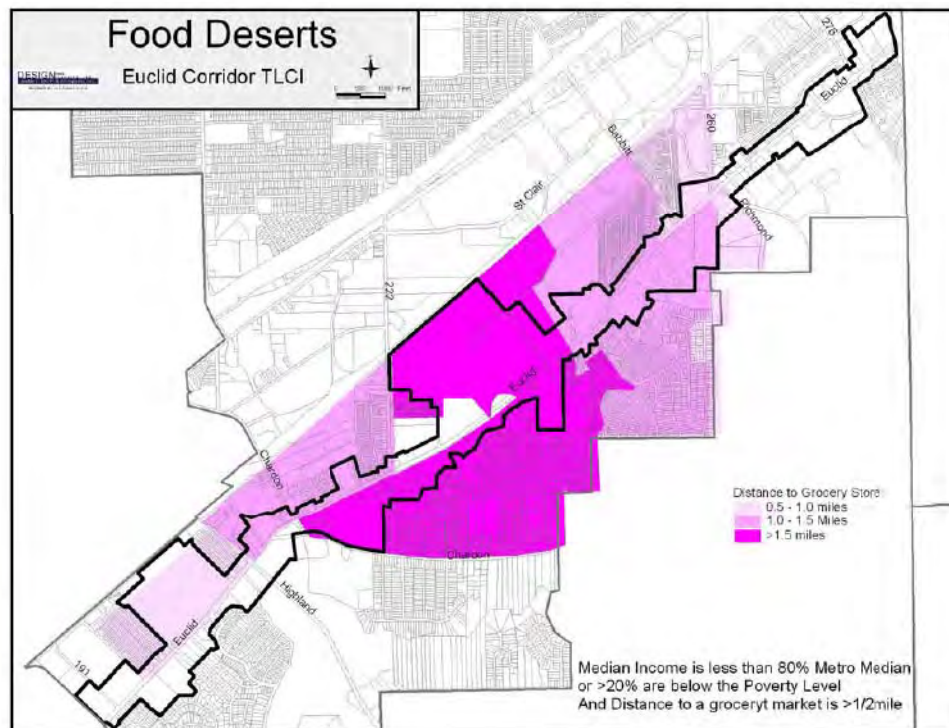 Food Deserts
Euclid Corridor TLCI
DESIGN
276
Euclid
260
Babbitt
St Clair
Richmond
222
Euclid
Chardon
Distance to Grocery Store:
0.5 - 1.0 miles
1.0 - 1.5 Miles
>1.5 miles
Chardon
Highland
Euclid
191
Median Income is less than 80% Metro Median
or >20% are below the Poverty Level
And Distance to a groceryt market is >1/2mile